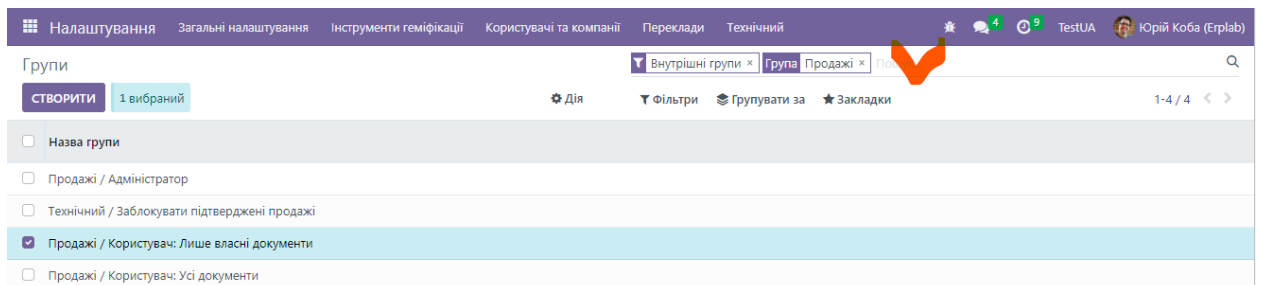 Налаштування Загальні налаштування Інструменти геміфікації Користувачі та компанії Переклади Технічний 4 9 TestUA Юрій Коба (Erplab)
Групи Внутрішні групи × Група Продажі ×
СТВОРИТИ 1 вибраний Дія Фільтри Групувати за Закладки 1-4 / 4
Назва групи
Продажі / Адміністратор
Технічний / Заблокувати підтверджені продажі
Продажі / Користувач: Лише власні документи
Продажі / Користувач: Усі документи